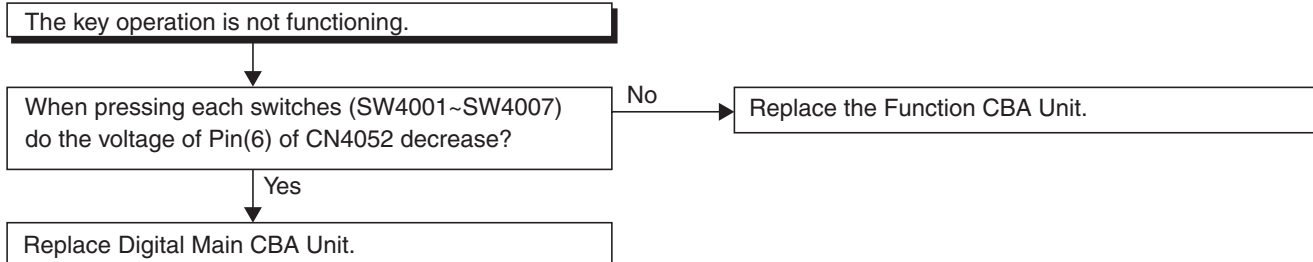 The key operation is not functioning.
When pressing each switches (SW4001~SW4007)
do the voltage of Pin(6) of CN4052 decrease?
No
Replace the Function CBA Unit.
Yes
Replace Digital Main CBA Unit.